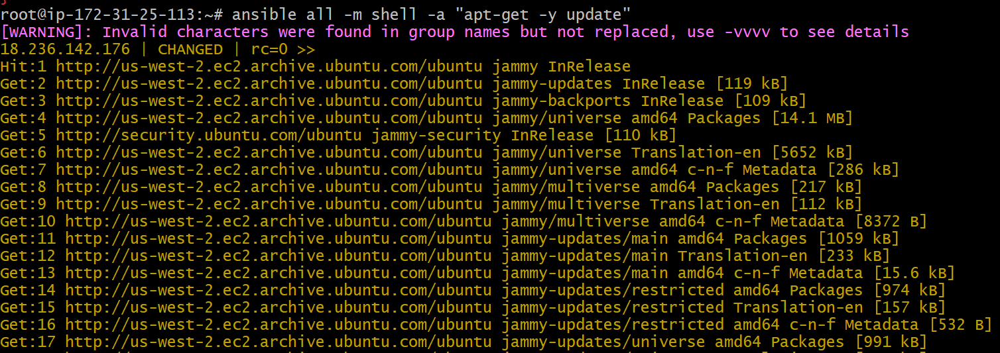 root@ip-172-31-25-113:~# ansible all -m shell -a "apt-get -y update"
[WARNING]: Invalid characters were found in group names but not replaced, use -vvvv to see details
18.236.142.176 | CHANGED | rc=0 >>
Hit:1 http://us-west-2.ec2.archive.ubuntu.com/ubuntu jammy InRelease
Get:2 http://us-west-2.ec2.archive.ubuntu.com/ubuntu jammy-updates InRelease [119 kB]
Get:3 http://us-west-2.ec2.archive.ubuntu.com/ubuntu jammy-backports InRelease [109 kB]
Get:4 http://us-west-2.ec2.archive.ubuntu.com/ubuntu jammy/universe amd64 Packages [14.1 MB]
Get:5 http://security.ubuntu.com/ubuntu jammy-security InRelease [110 kB]
Get:6 http://us-west-2.ec2.archive.ubuntu.com/ubuntu jammy/universe Translation-en [5652 kB]
Get:7 http://us-west-2.ec2.archive.ubuntu.com/ubuntu jammy/universe amd64 c-n-f Metadata [286 kB]
Get:8 http://us-west-2.ec2.archive.ubuntu.com/ubuntu jammy/multiverse amd64 Packages [217 kB]
Get:9 http://us-west-2.ec2.archive.ubuntu.com/ubuntu jammy/multiverse Translation-en [112 kB]
Get:10 http://us-west-2.ec2.archive.ubuntu.com/ubuntu jammy/multiverse amd64 c-n-f Metadata [8372 B]
Get:11 http://us-west-2.ec2.archive.ubuntu.com/ubuntu jammy-updates/main amd64 Packages [1059 kB]
Get:12 http://us-west-2.ec2.archive.ubuntu.com/ubuntu jammy-updates/main Translation-en [233 kB]
Get:13 http://us-west-2.ec2.archive.ubuntu.com/ubuntu jammy-updates/main amd64 c-n-f Metadata [15.6 kB]
Get:14 http://us-west-2.ec2.archive.ubuntu.com/ubuntu jammy-updates/restricted amd64 Packages [974 kB]
Get:15 http://us-west-2.ec2.archive.ubuntu.com/ubuntu jammy-updates/restricted Translation-en [157 kB]
Get:16 http://us-west-2.ec2.archive.ubuntu.com/ubuntu jammy-updates/restricted amd64 c-n-f Metadata [532 B]
Get:17 http://us-west-2.ec2.archive.ubuntu.com/ubuntu jammy-updates/universe amd64 Packages [991 kB]